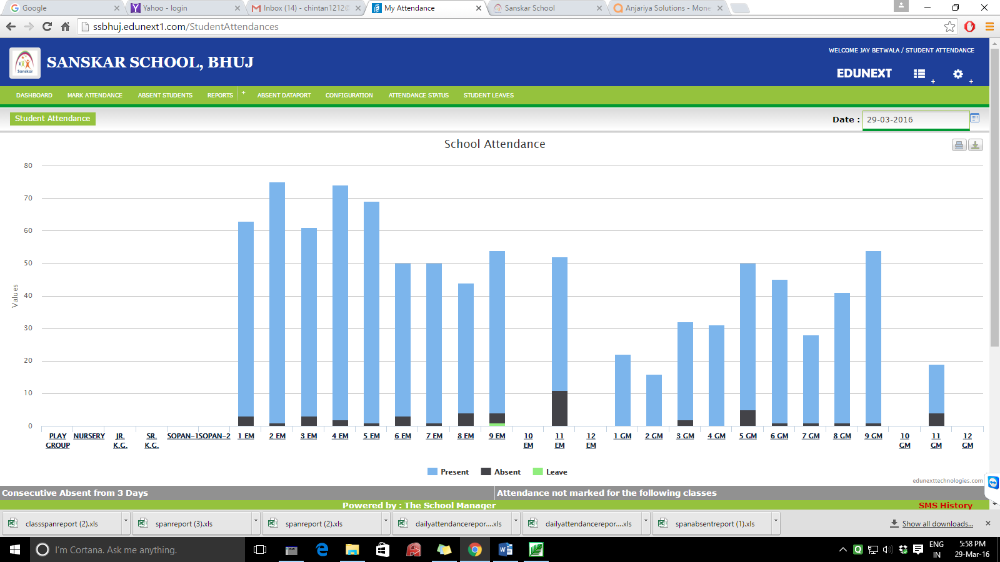 Google
Yahoo - login
Inbox (14) - chintan1212@
My Attendance
Sanskar School
Anjariya Solutions - Mone
ssbhuj.edunext1.com/StudentAttendances
WELCOME JAY BETWALA / STUDENT ATTENDANCE
Sanskar
SANSKAR SCHOOL, BHUJ
EDUNEXT
+
+
DASHBOARD MARK ATTENDANCE ABSENT STUDENTS REPORTS + ABSENT DATAPORT CONFIGURATION ATTENDANCE STATUS STUDENT LEAVES
Student Attendance
Date : 29-03-2016
School Attendance
80
70
60
50
40
30
20
10
0
Values
PLAY GROUP
NURSERY
JR. K.G.
SR. K.G.
SOPAN-1
SOPAN-2
1 EM
2 EM
3 EM
4 EM
5 EM
6 EM
7 EM
8 EM
9 EM
10 EM
11 EM
12 EM
1 GM
2 GM
3 GM
4 GM
5 GM
6 GM
7 GM
8 GM
9 GM
10 GM
11 GM
12 GM
Present Absent Leave
edunexttechnologies.com
Consecutive Absent from 3 Days
Attendance not marked for the following classes
Powered by : The School Manager
SMS History
classspanreport (2).xls
spanreport (3).xls
spanreport (2).xls
dailyattendancerepor....xls
dailyattendancerepor....xls
spanabsentreport (1).xls
Show all downloads...
I'm Cortana. Ask me anything.
ENG
IN
5:58 PM
29-Mar-16